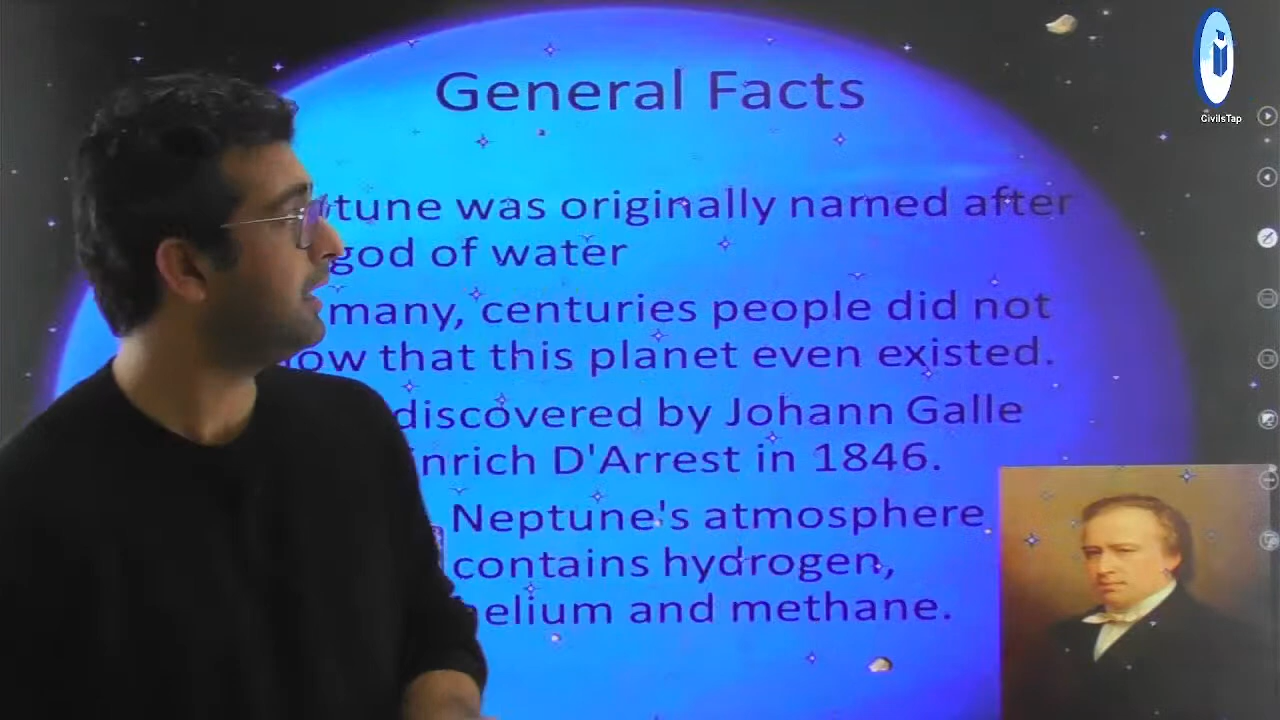 General Facts
CivilsTap
tune was originally named after
god of water
many, centuries people did not
ow that this planet even existed.
discovered by Johann Galle
nrich D'Arrest in 1846.
Neptune's atmosphere
contains hydrogen,
elium and methane.